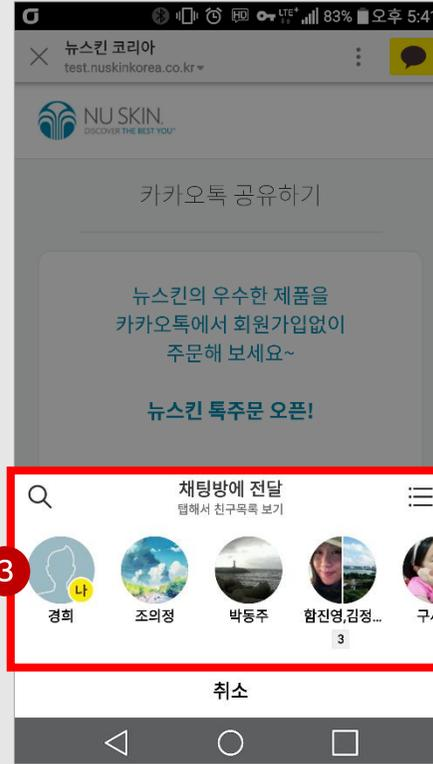 LTE+ 83% 오후 5:41
뉴스킨 코리아
test.nuskinkorea.co.kr
NU SKIN.
DISCOVER THE BEST YOU™
카카오톡 공유하기
뉴스킨의 우수한 제품을
카카오톡에서 회원가입없이
주문해 보세요~
뉴스킨 톡주문 오픈!
채팅방에 전달
탭해서 친구목록 보기
3
나
경희 조의정 박동주 함진영,김정...
3
취소